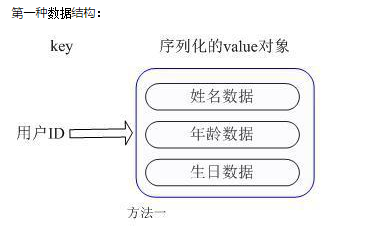 第一种数据结构:
key
序列化的value对象
姓名数据
用户ID
年龄数据
生日数据
方法一